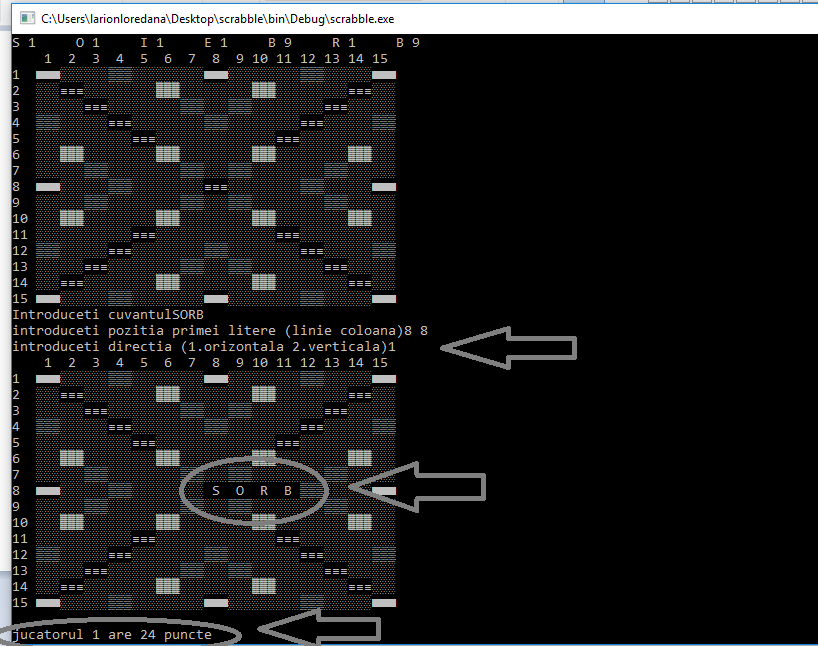 C:\Users\larionloredana\Desktop\scrabble\bin\Debug\scrabble.exe
S 1 O 1 I 1 E 1 B 9 R 1 B 9
1 2 3 4 5 6 7 8 9 10 11 12 13 14 15
1
2 === ===
3 === ===
4 === ===
5 === ===
6
7
8 ===
9
10
11 === ===
12 === ===
13 === ===
14 === ===
15
Introduceti cuvantulSORB
introduceti pozitia primei litere (linie coloana)8 8
introduceti directia (1.orizontala 2.verticala)1
1 2 3 4 5 6 7 8 9 10 11 12 13 14 15
1
2 === ===
3 === ===
4 === ===
5 === ===
6
7
8 S O R B
9
10
11 === ===
12 === ===
13 === ===
14 === ===
15
jucatorul 1 are 24 puncte